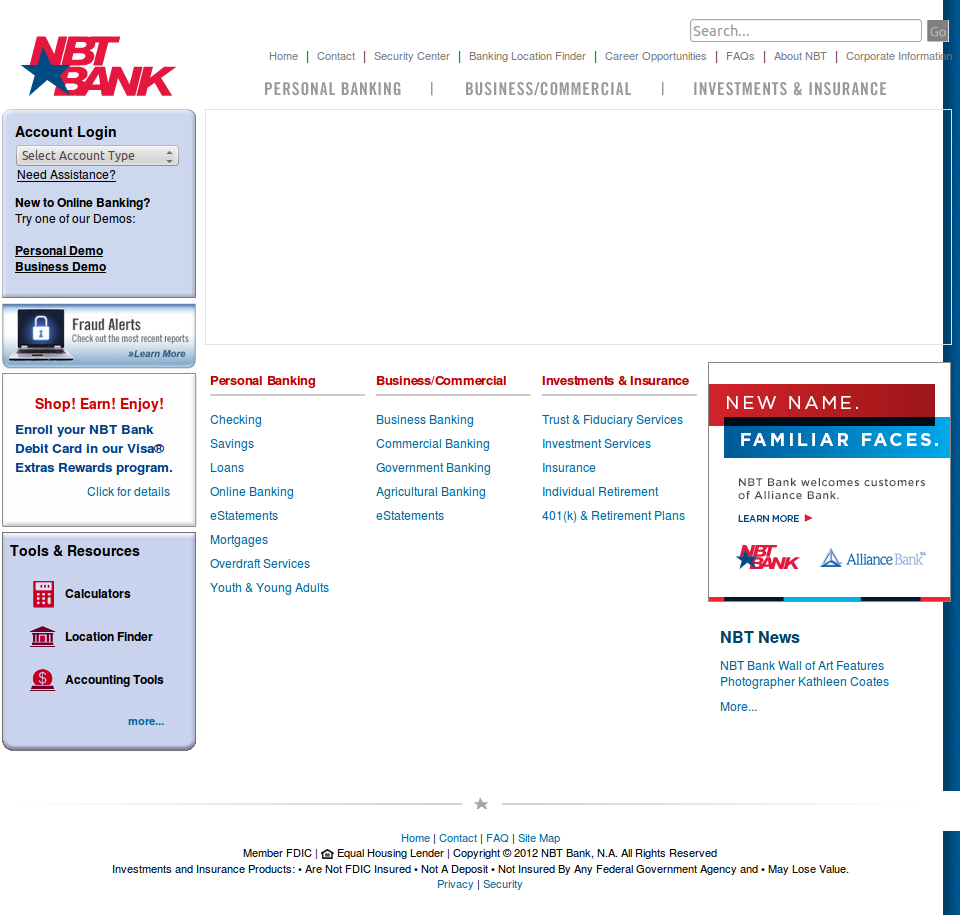 Search...
Go
NBT
BANK
Home | Contact | Security Center | Banking Location Finder | Career Opportunities | FAQs | About NBT | Corporate Information
PERSONAL BANKING | BUSINESS/COMMERCIAL | INVESTMENTS & INSURANCE
Account Login
Select Account Type
Need Assistance?
New to Online Banking?
Try one of our Demos:
Personal Demo
Business Demo
Fraud Alerts
Check out the most recent reports
»Learn More
Shop! Earn! Enjoy!
Enroll your NBT Bank
Debit Card in our Visa®
Extras Rewards program.
Click for details
Tools & Resources
Calculators
Location Finder
Accounting Tools
more...
Personal Banking
Checking
Savings
Loans
Online Banking
eStatements
Mortgages
Overdraft Services
Youth & Young Adults
Business/Commercial
Business Banking
Commercial Banking
Government Banking
Agricultural Banking
eStatements
Investments & Insurance
Trust & Fiduciary Services
Investment Services
Insurance
Individual Retirement
401(k) & Retirement Plans
NEW NAME.
FAMILIAR FACES.
NBT Bank welcomes customers
of Alliance Bank.
LEARN MORE
NBT
BANK
Alliance Bank NA
NBT News
NBT Bank Wall of Art Features
Photographer Kathleen Coates
More...
Home | Contact | FAQ | Site Map
Member FDIC | Equal Housing Lender | Copyright © 2012 NBT Bank, N.A. All Rights Reserved
Investments and Insurance Products: • Are Not FDIC Insured • Not A Deposit • Not Insured By Any Federal Government Agency and • May Lose Value.
Privacy | Security